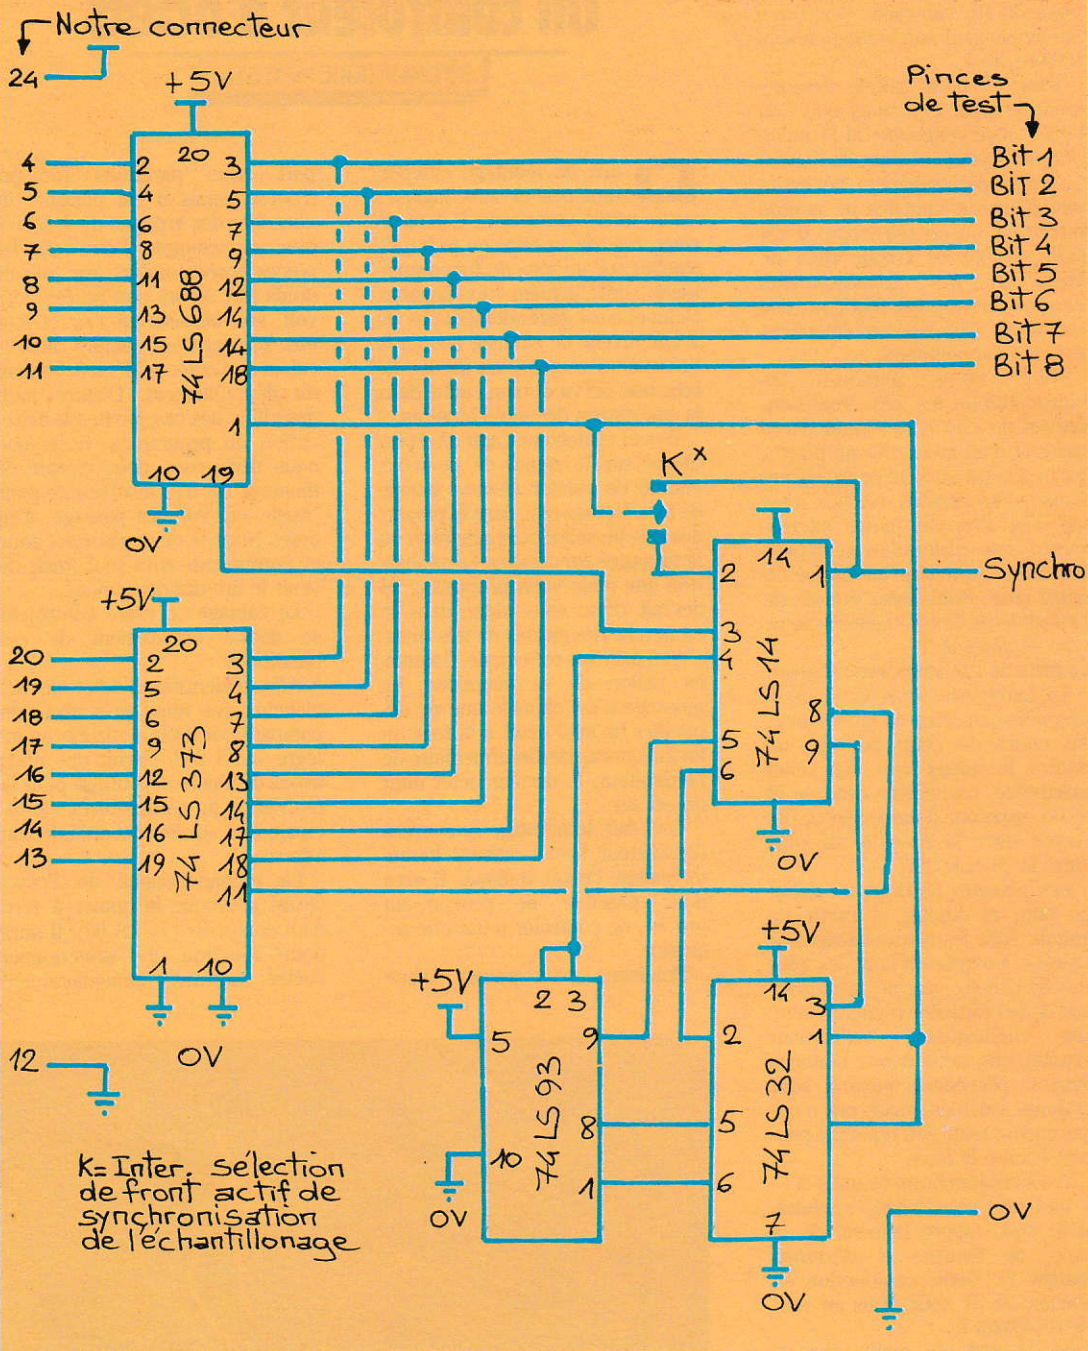 Notre connecteur
24
+5V
Pinces
de test
4 2 20 3 Bit 1
5 4 5 BIT 2
6 6 7 Bit 3
7 8 9 Bit 4
8 11 12 Bit 5
9 13 14 Bit 6
10 15 14 Bit 7
11 17 18 Bit 8
74 LS 688
1
10 19
0V
K x
14
2 1 Synchro
3
4
5
6
8
9
74 LS 14
0V
+5V
20
20 2 3
19 5 4
18 6 7
17 9 8
16 12 13
15 15 14
14 16 17
13 19 18
11
74 LS 373
1 10
0V
12
+5V
2 3
5 9
8
10 1
74 LS 93
0V
+5V
14
3
2 1
5
6
74 LS 32
7
0V
0V
K=Inter. sélection
de front actif de
synchronisation
de l'échantillonage